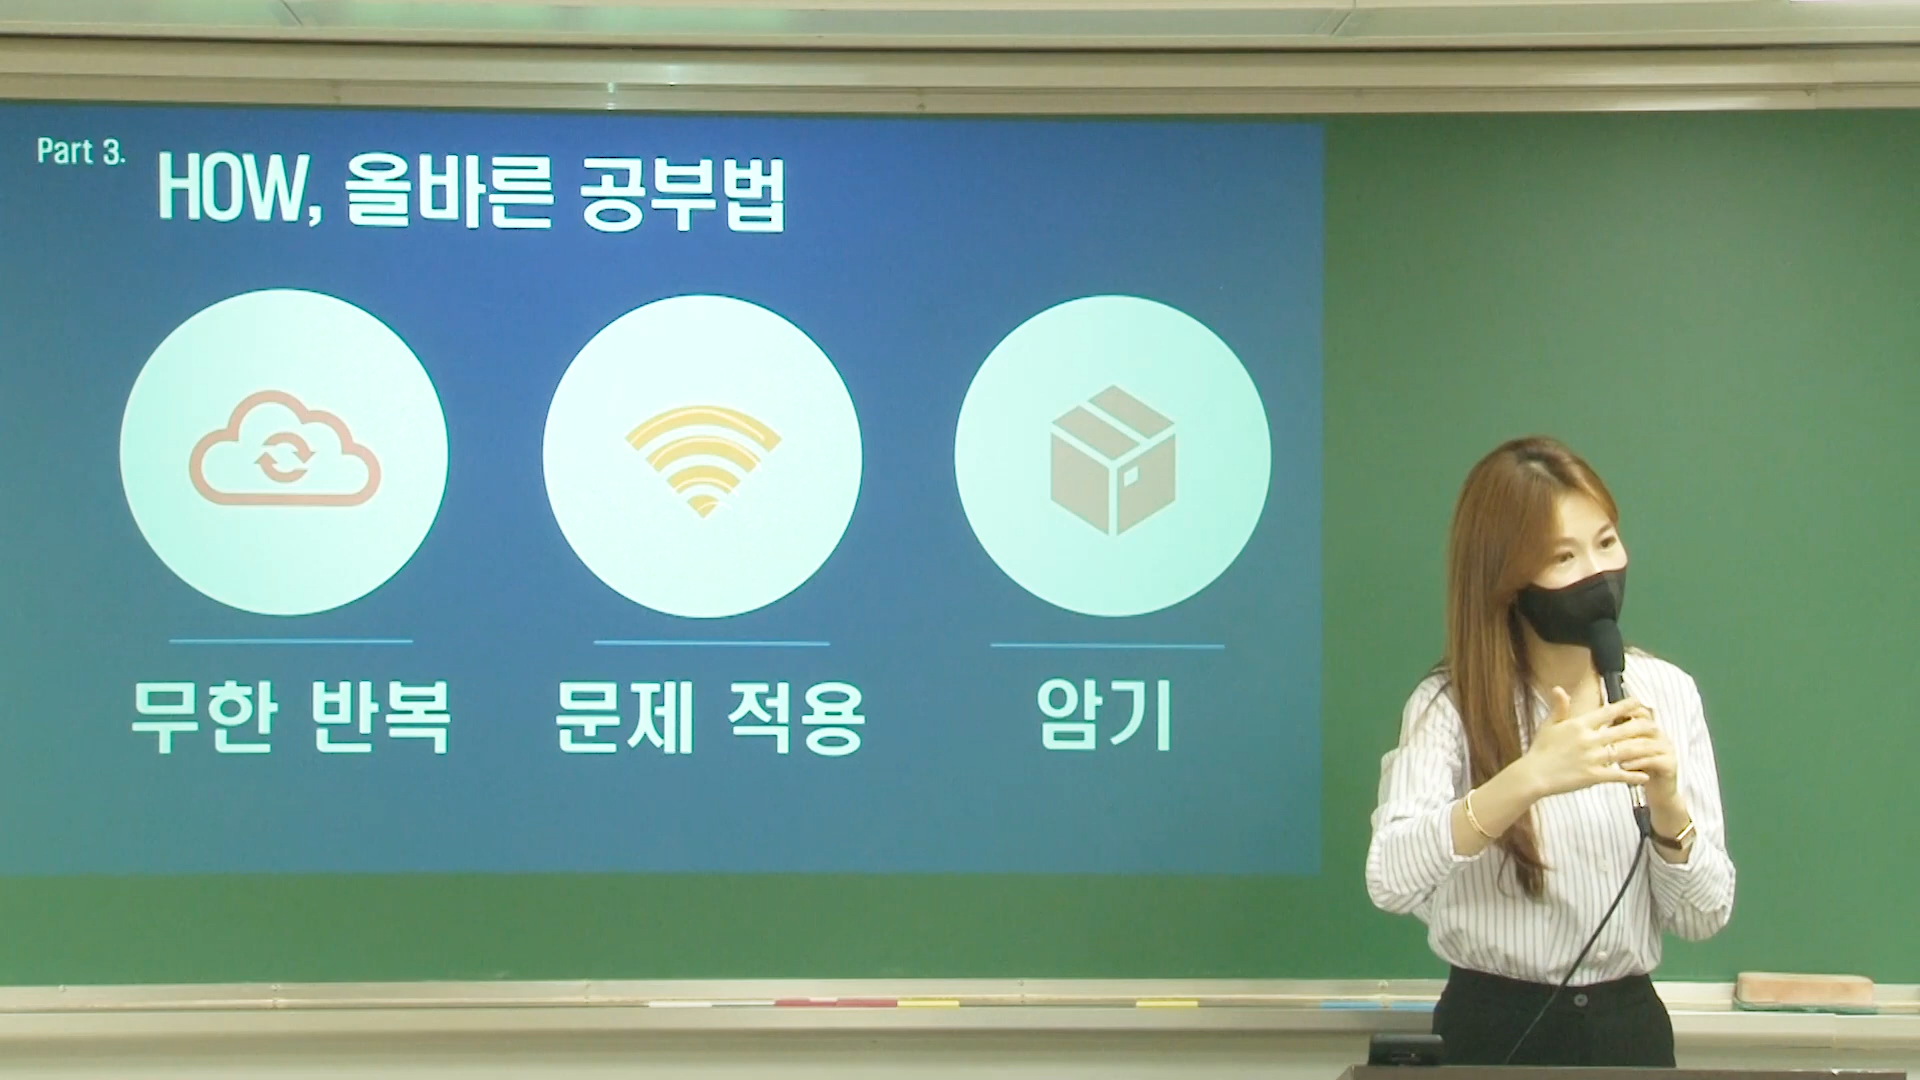 Part 3.
HOW, 올바른 공부법
무한 반복
문제 적용
암기